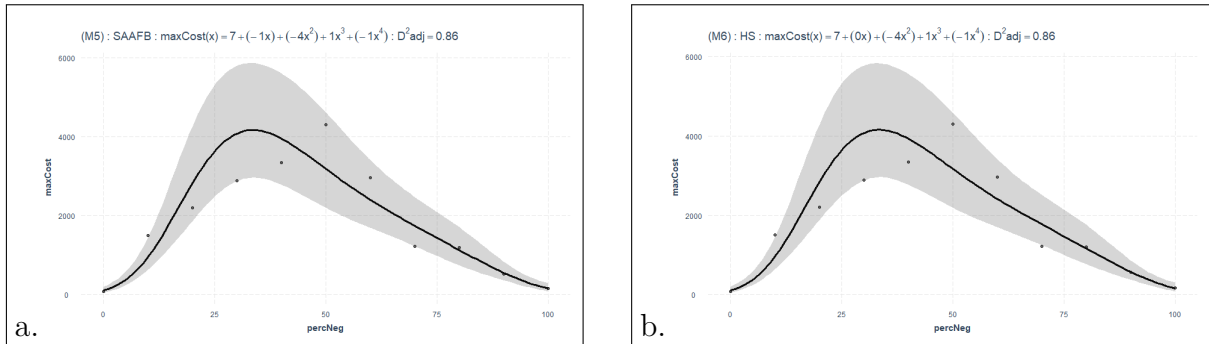 (M5) : SAAFB : maxCost(x) = 7 + (−1x) + (−4x²) + 1x³ + (−1x⁴) : D²adj = 0.86
6000
4000
2000
0
maxCost
0 25 50 75 100
percNeg
a.
(M6) : HS : maxCost(x) = 7 + (0x) + (−4x²) + 1x³ + (−1x⁴) : D²adj = 0.86
6000
4000
2000
0
maxCost
0 25 50 75 100
percNeg
b.